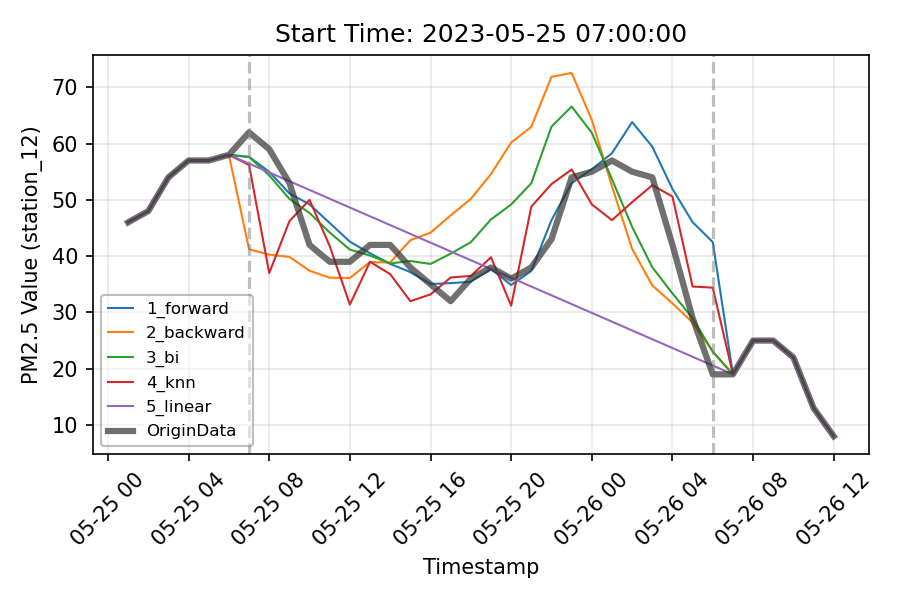 Start Time: 2023-05-25 07:00:00
PM2.5 Value (station_12)
70
60
50
40
30
20
10
1_forward
2_backward
3_bi
4_knn
5_linear
OriginData
05-25 00
05-25 04
05-25 08
05-25 12
05-25 16
05-25 20
05-26 00
05-26 04
05-26 08
05-26 12
Timestamp